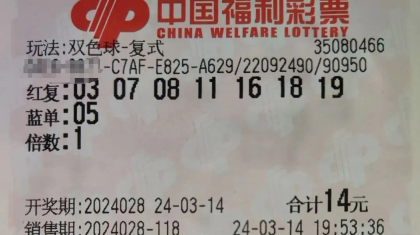 中国福利彩票
CHINA WELFARE LOTTERY
玩法:双色球-复式 35080466
-C7AF-E825-A629/22092490/90950
红复:03 07 08 11 16 18 19
蓝单:05
倍数:1
开奖期:2024028 24-03-14 合计14元
销售期:2024028-118 24-03-14 19:53:36